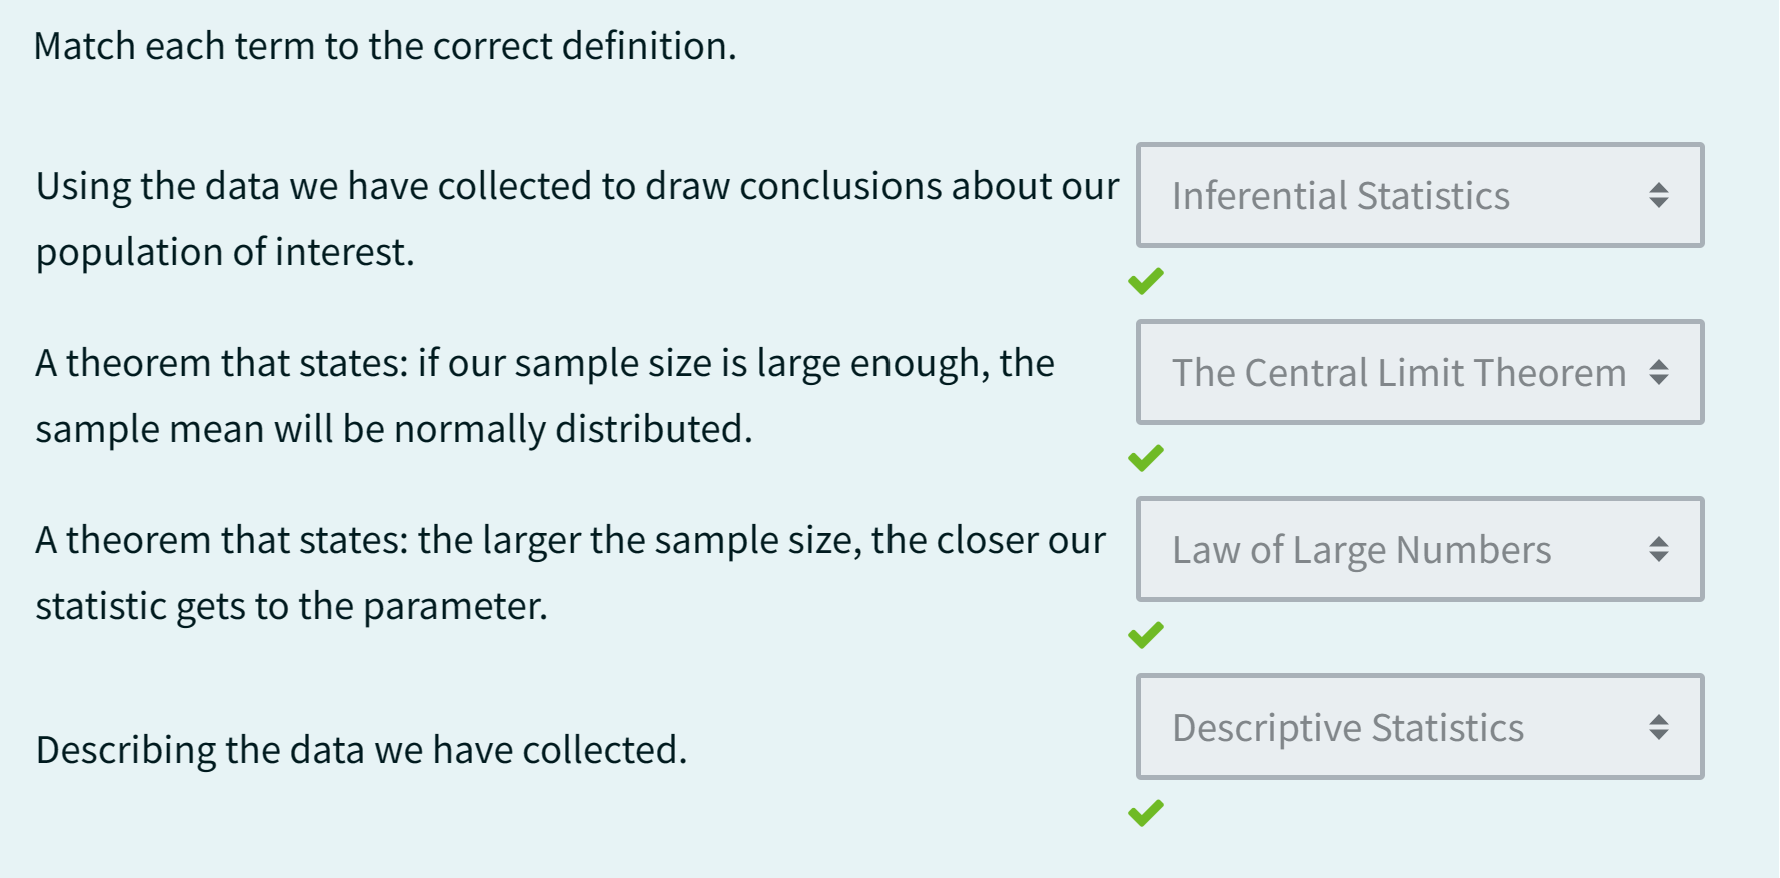 Match each term to the correct definition.
Using the data we have collected to draw conclusions about our
population of interest.
Inferential Statistics
A theorem that states: if our sample size is large enough, the
sample mean will be normally distributed.
The Central Limit Theorem
A theorem that states: the larger the sample size, the closer our
statistic gets to the parameter.
Law of Large Numbers
Describing the data we have collected.
Descriptive Statistics